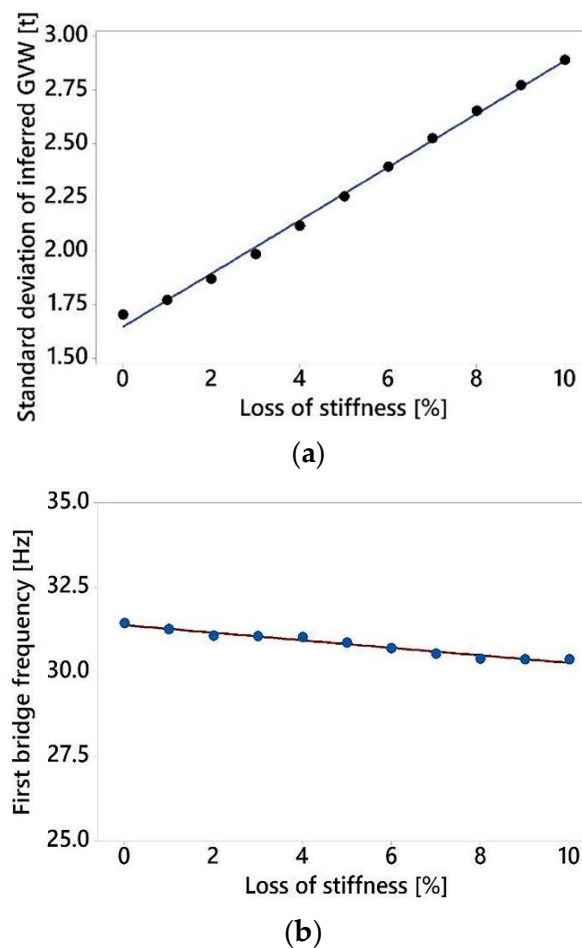 Standard deviation of inferred GVW [t]
3.00
2.75
2.50
2.25
2.00
1.75
1.50
0 2 4 6 8 10
Loss of stiffness [%]
(a)
First bridge frequency [Hz]
35.0
32.5
30.0
27.5
25.0
0 2 4 6 8 10
Loss of stiffness [%]
(b)